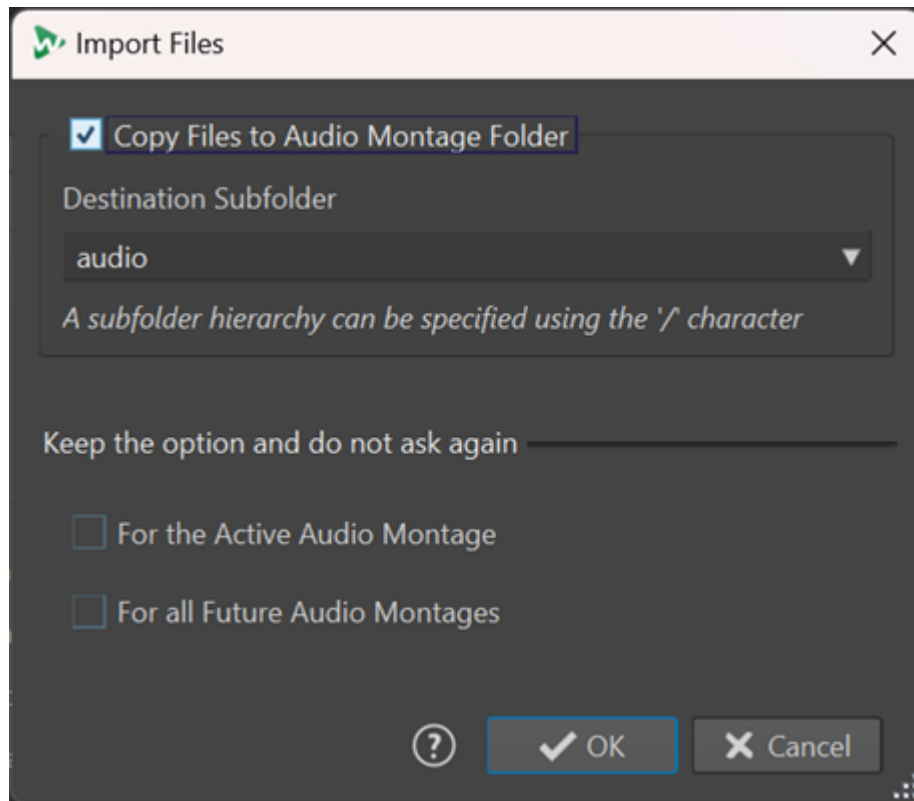 Import Files
Copy Files to Audio Montage Folder
Destination Subfolder
audio
A subfolder hierarchy can be specified using the '/' character
Keep the option and do not ask again
For the Active Audio Montage
For all Future Audio Montages
? OK Cancel